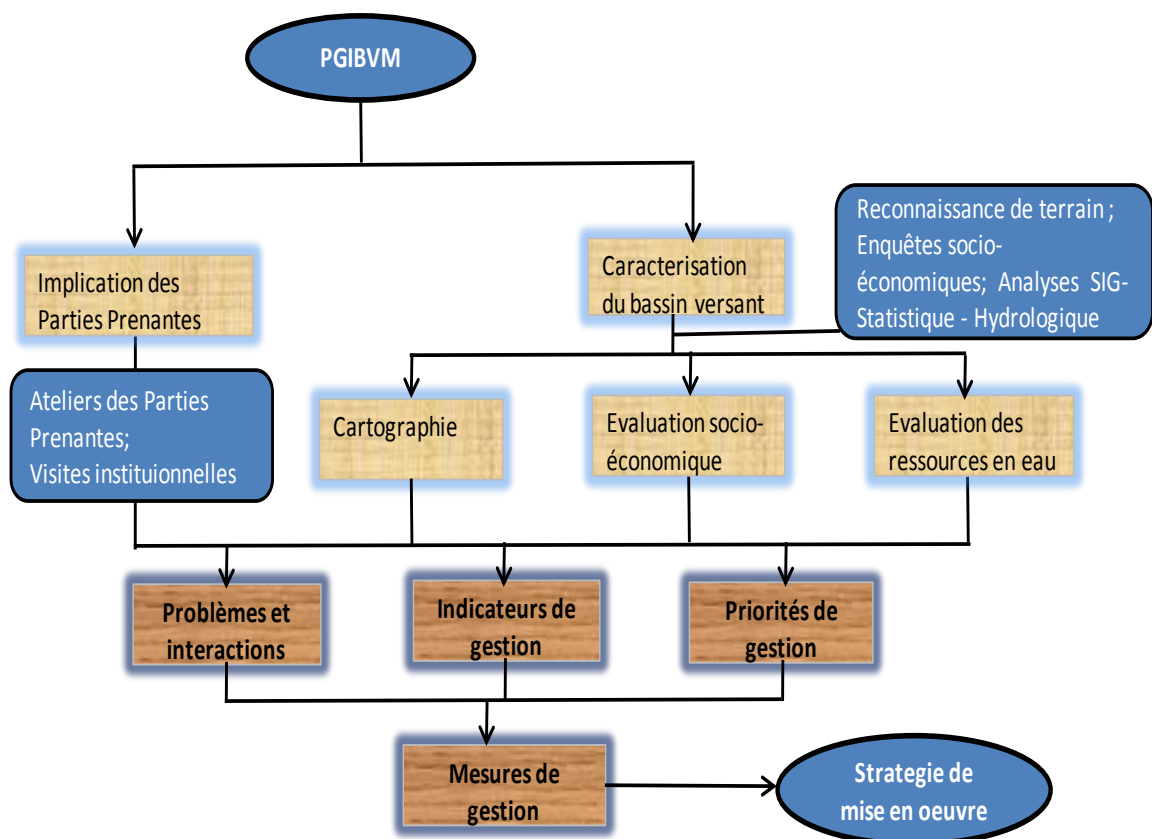 PGIBVM
Reconnaissance de terrain ;
Enquêtes socio-
économiques; Analyses SIG-
Statistique - Hydrologique
Implication des
Parties Prenantes
Caracterisation
du bassin versant
Ateliers des Parties
Prenantes;
Visites instituionnelles
Cartographie
Evaluation socio-
économique
Evaluation des
ressources en eau
Problèmes et
interactions
Indicateurs de
gestion
Priorités de
gestion
Mesures de
gestion
Strategie de
mise en oeuvre